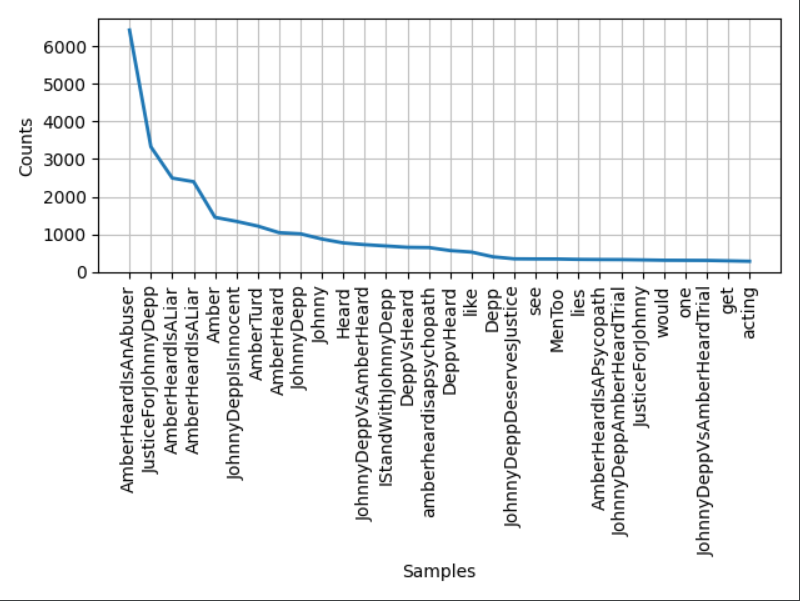 6000
5000
4000
3000
2000
1000
0
Counts
AmberHeardIsAnAbuser
JusticeForJohnnyDepp
AmberHeardIsALiar
AmberHeardlsALiar
Amber
JohnnyDeppIsInnocent
AmberTurd
AmberHeard
JohnnyDepp
Johnny
Heard
JohnnyDeppVsAmberHeard
IStandWithJohnnyDepp
DeppVsHeard
amberheardisapsychopath
DeppvHeard
like
Depp
JohnnyDeppDeservesJustice
see
MenToo
lies
AmberHeardIsAPsycopath
JohnnyDeppAmberHeardTrial
JusticeForJohnny
would
one
JohnnyDeppVsAmberHeardTrial
get
acting
Samples